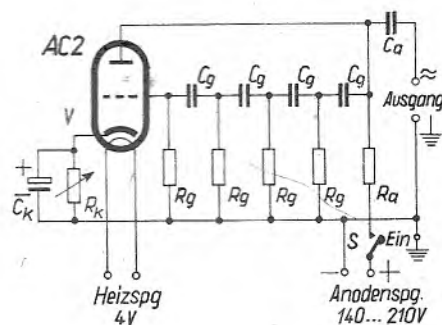 AC2
V
+
C̅k
Rk
Cg Cg Cg Cg
Ca
≈
Ausgang
Rg Rg Rg Rg Ra
S Ein
- +
Heizspg
4V
Anodenspg.
140...210V